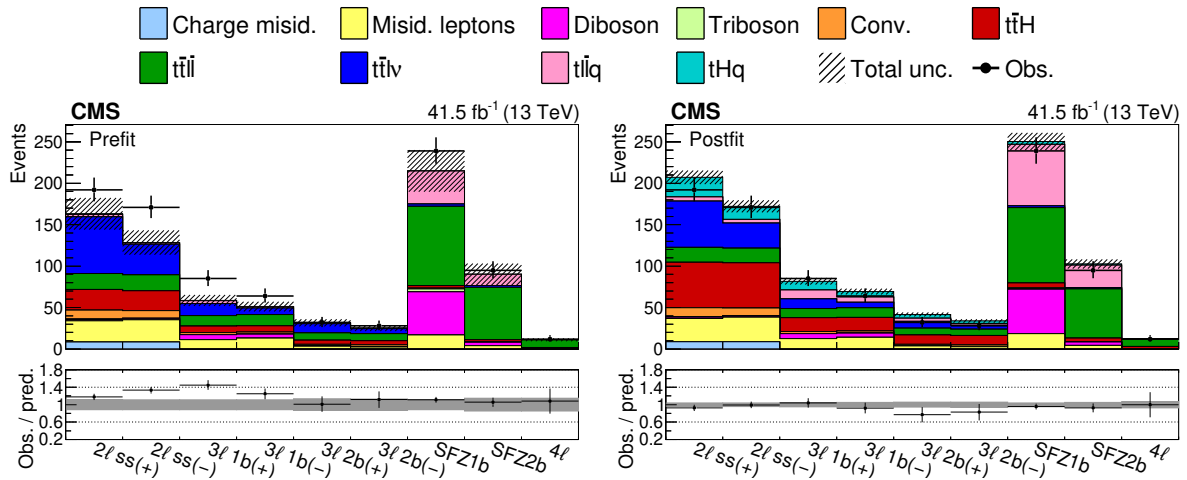 Charge misid. Misid. leptons Diboson Triboson Conv. tt̄H
tt̄ll̄ tt̄lν tll̄q tHq Total unc. Obs.
CMS 41.5 fb⁻¹ (13 TeV)
Prefit
Events
250
200
150
100
50
0
Obs. / pred.
1.8
1.4
1
0.6
0.2
2ℓ ss(+) 2ℓ ss(−) 3ℓ 1b(+) 3ℓ 1b(−) 3ℓ 2b(+) 3ℓ 2b(−) SFZ1b SFZ2b 4ℓ
CMS 41.5 fb⁻¹ (13 TeV)
Postfit
Events
250
200
150
100
50
0
Obs. / pred.
1.8
1.4
1
0.6
0.2
2ℓ ss(+) 2ℓ ss(−) 3ℓ 1b(+) 3ℓ 1b(−) 3ℓ 2b(+) 3ℓ 2b(−) SFZ1b SFZ2b 4ℓ